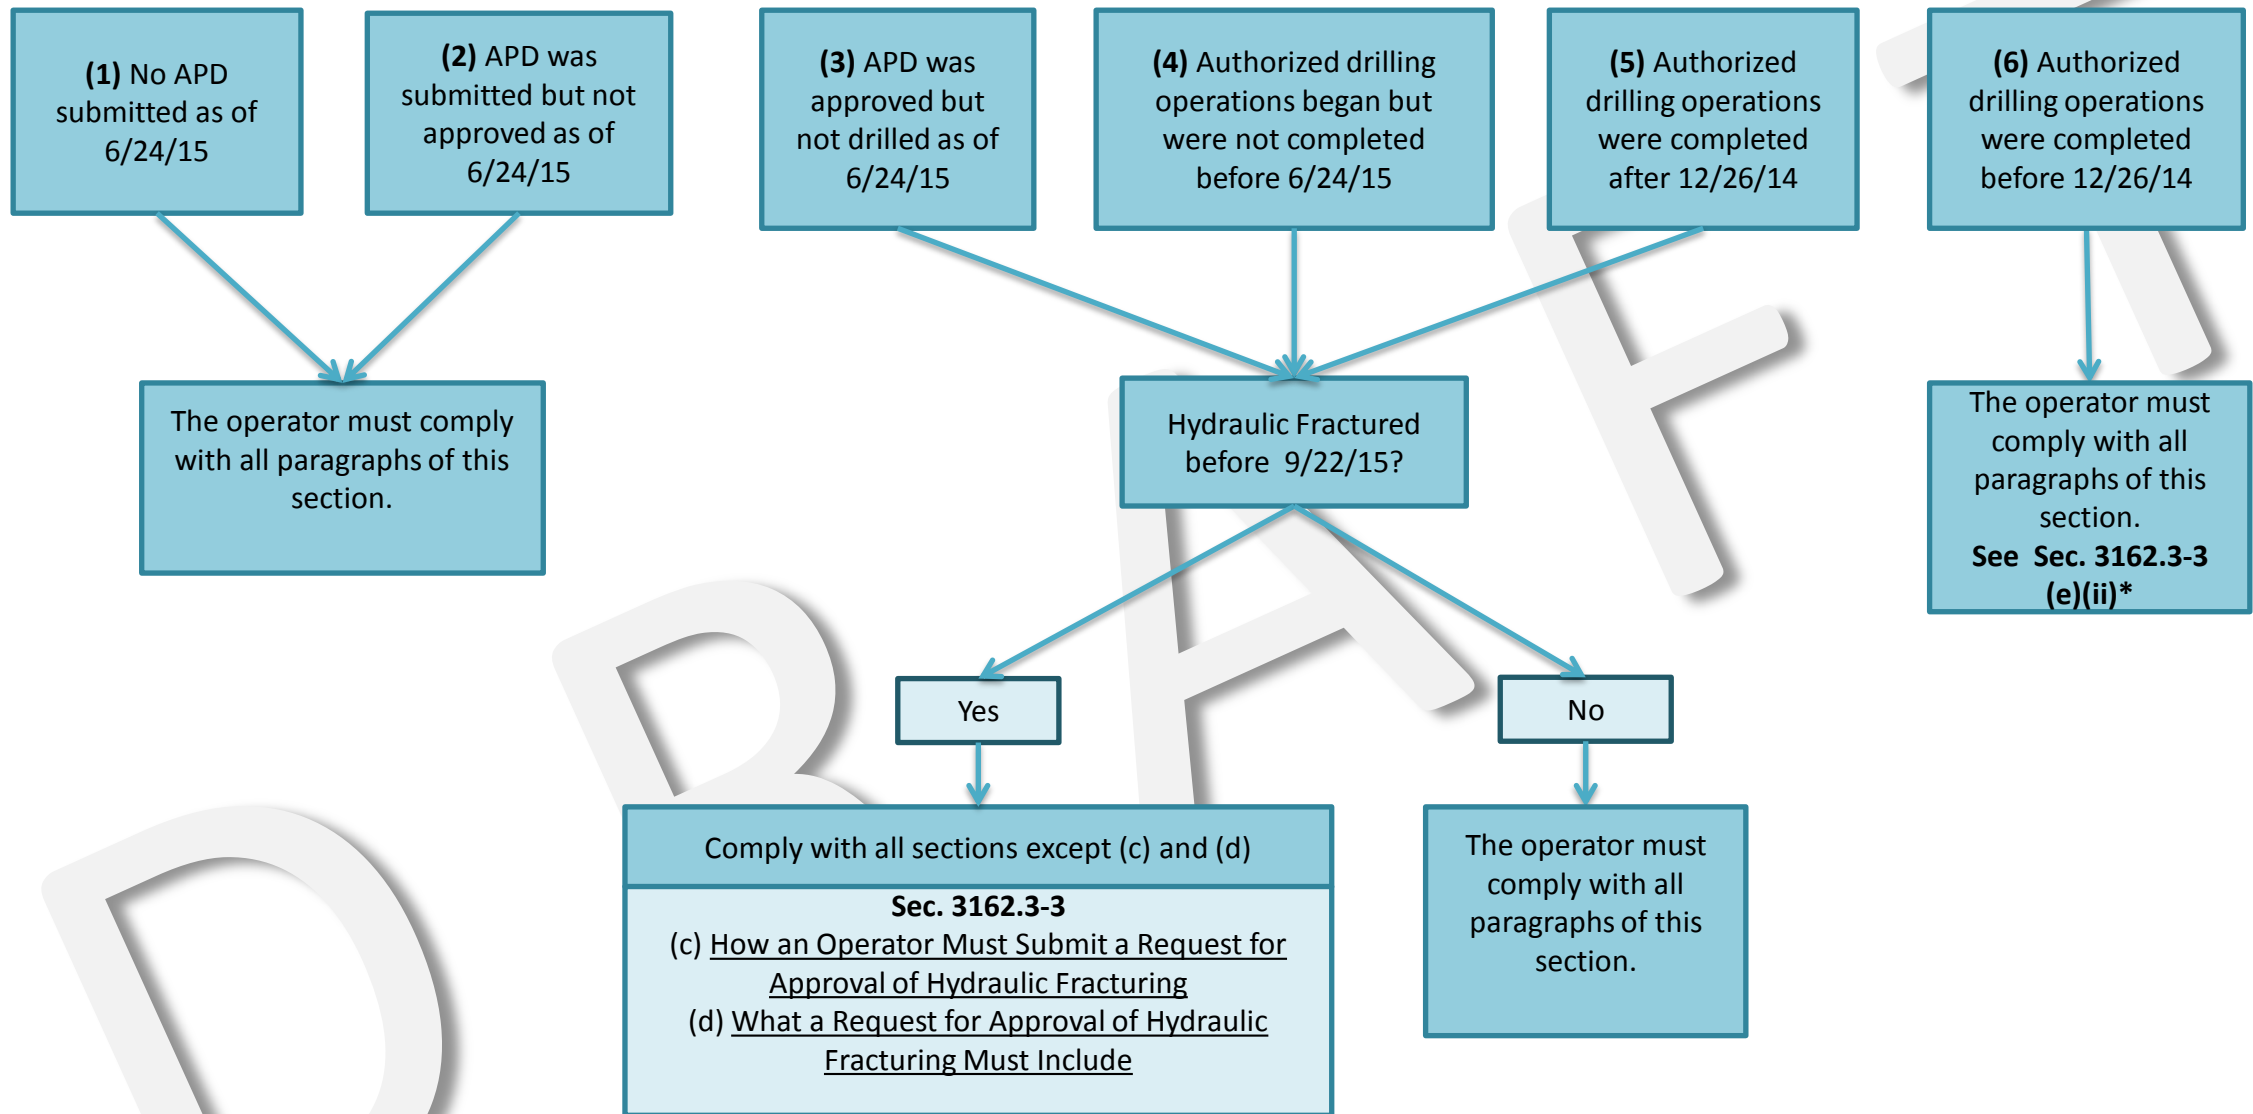 (1) No APD
submitted as of
6/24/15
(2) APD was
submitted but not
approved as of
6/24/15
(3) APD was
approved but
not drilled as of
6/24/15
(4) Authorized drilling
operations began but
were not completed
before 6/24/15
(5) Authorized
drilling operations
were completed
after 12/26/14
(6) Authorized
drilling operations
were completed
before 12/26/14
The operator must comply
with all paragraphs of this
section.
Hydraulic Fractured
before 9/22/15?
The operator must
comply with all
paragraphs of this
section.
See Sec. 3162.3-3
(e)(ii)*
Yes
No
Comply with all sections except (c) and (d)
Sec. 3162.3-3
(c) How an Operator Must Submit a Request for
Approval of Hydraulic Fracturing
(d) What a Request for Approval of Hydraulic
Fracturing Must Include
The operator must
comply with all
paragraphs of this
section.
DRAFT